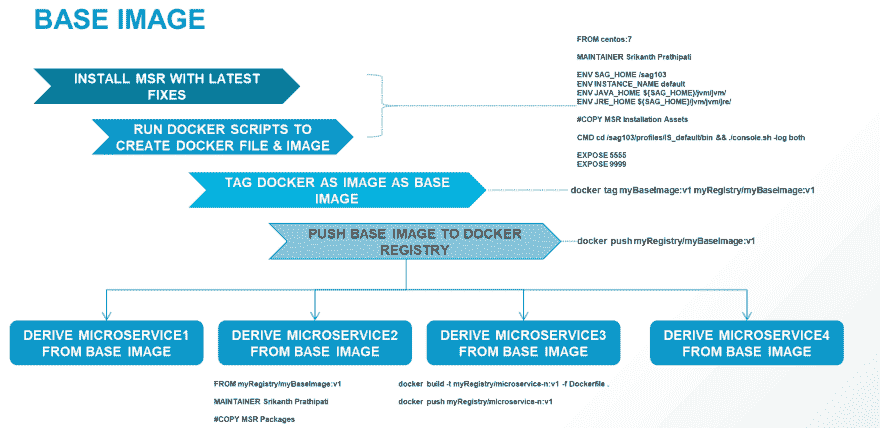 BASE IMAGE
INSTALL MSR WITH LATEST
FIXES
RUN DOCKER SCRIPTS TO
CREATE DOCKER FILE & IMAGE
FROM centos:7
MAINTAINER Srikanth Prathipati
ENV SAG_HOME /sag103
ENV INSTANCE_NAME default
ENV JAVA_HOME ${SAG_HOME}/jvm/jvm/
ENV JRE_HOME ${SAG_HOME}/jvm/jvm/jre/
#COPY MSR Installation Assets
CMD cd /sag103/profiles/IS_default/bin && ./console.sh -log both
EXPOSE 5555
EXPOSE 9999
TAG DOCKER AS IMAGE AS BASE
IMAGE
docker tag myBaseImage:v1 myRegistry/myBaseImage:v1
PUSH BASE IMAGE TO DOCKER
REGISTRY
docker push myRegistry/myBaseImage:v1
DERIVE MICROSERVICE1
FROM BASE IMAGE
DERIVE MICROSERVICE2
FROM BASE IMAGE
DERIVE MICROSERVICE3
FROM BASE IMAGE
DERIVE MICROSERVICE4
FROM BASE IMAGE
FROM myRegistry/myBaseImage:v1
MAINTAINER Srikanth Prathipati
#COPY MSR Packages
docker build -t myRegistry/microservice-n:v1 -f Dockerfile .
docker push myRegistry/microservice-n:v1